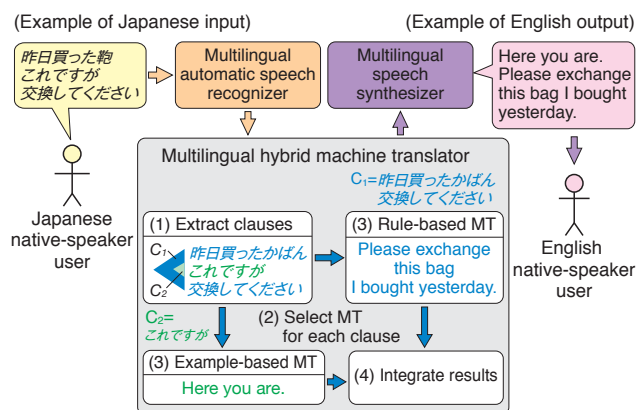 (Example of Japanese input)
(Example of English output)
昨日買った鞄
これですが
交換してください
Multilingual
automatic speech
recognizer
Multilingual
speech
synthesizer
Here you are.
Please exchange
this bag I bought
yesterday.
Japanese
native-speaker
user
Multilingual hybrid machine translator
C₁=昨日買ったかばん
交換してください
(1) Extract clauses
C₁
C₂
昨日買ったかばん
これですが
交換してください
(3) Rule-based MT
Please exchange
this bag
I bought yesterday.
English
native-speaker
user
C₂=
これですが
(2) Select MT
for each clause
(3) Example-based MT
Here you are.
(4) Integrate results